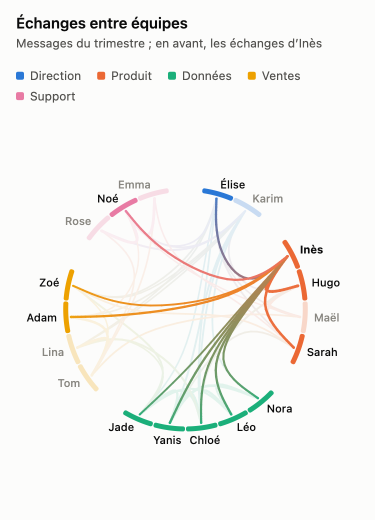 Échanges entre équipes
Messages du trimestre ; en avant, les échanges d’Inès
Direction Produit Données Ventes
Support
Emma
Élise
Noé
Karim
Rose
Inès
Zoé
Hugo
Adam
Maël
Lina
Sarah
Tom
Nora
Jade
Léo
Yanis
Chloé